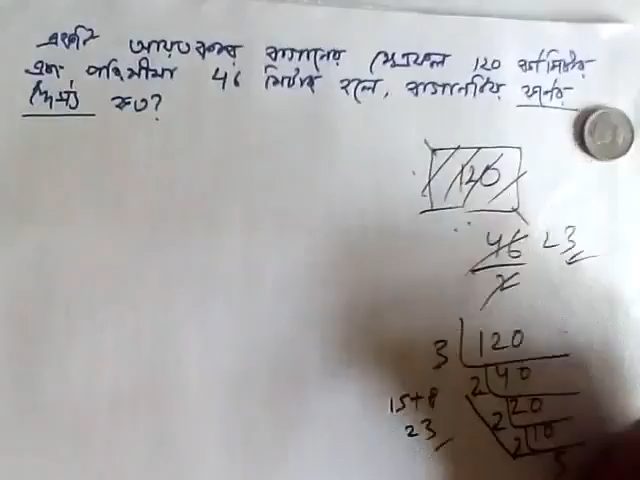 একটি আয়তাকার বাগানের ক্ষেত্রফল 120 বর্গমিটার
এবং পরিসীমা 46 মিটার হলে, বাগানটির কর্ণের
দৈর্ঘ্য কত?
120
46 23
2
3 120
2 40
15+8 2 20
23 2 10
5